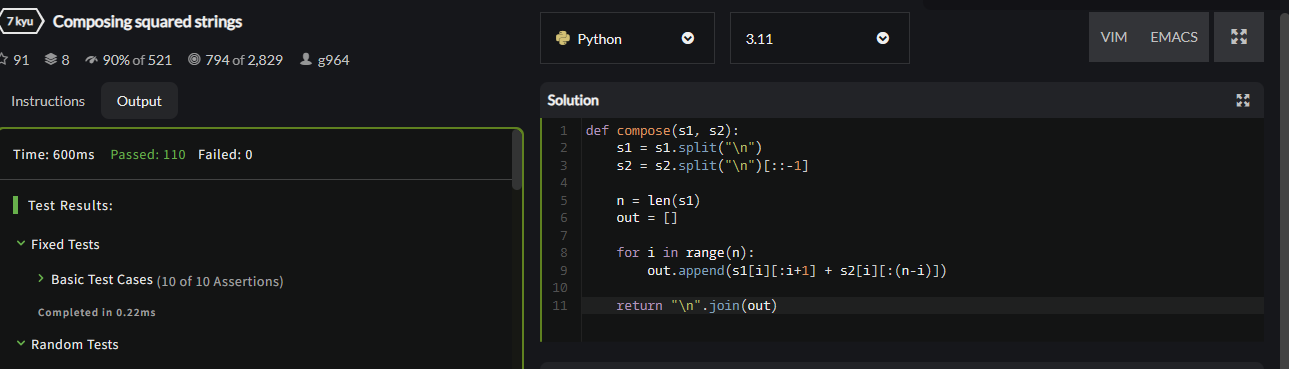 7 kyu Composing squared strings
91 8 90% of 521 794 of 2,829 g964
Instructions Output
Time: 600ms Passed: 110 Failed: 0
Test Results:
Fixed Tests
Basic Test Cases (10 of 10 Assertions)
Completed in 0.22ms
Random Tests
Python 3.11 VIM EMACS
Solution
1 def compose(s1, s2):
2 s1 = s1.split("\n")
3 s2 = s2.split("\n")[::-1]
4
5 n = len(s1)
6 out = []
7
8 for i in range(n):
9 out.append(s1[i][:i+1] + s2[i][:(n-i)])
10
11 return "\n".join(out)